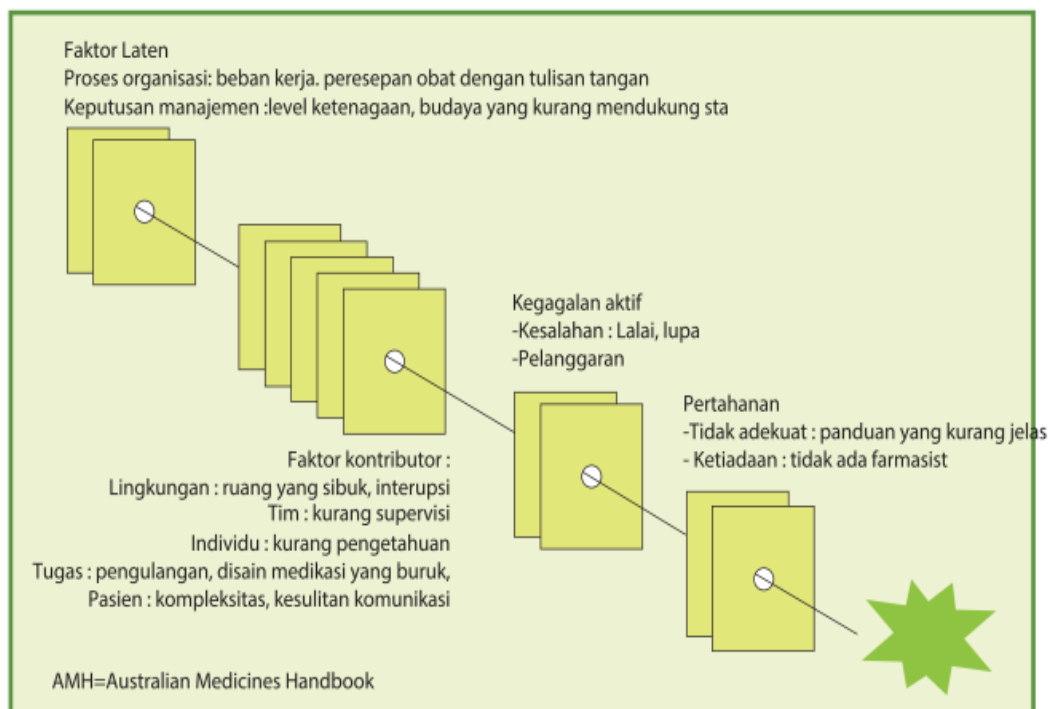 Faktor Laten
Proses organisasi: beban kerja. peresepan obat dengan tulisan tangan
Keputusan manajemen :level ketenagaan, budaya yang kurang mendukung sta
Kegagalan aktif
-Kesalahan : Lalai, lupa
-Pelanggaran
Pertahanan
-Tidak adekuat : panduan yang kurang jelas
- Ketiadaan : tidak ada farmasist
Faktor kontributor :
Lingkungan : ruang yang sibuk, interupsi
Tim : kurang supervisi
Individu : kurang pengetahuan
Tugas : pengulangan, disain medikasi yang buruk,
Pasien : kompleksitas, kesulitan komunikasi
AMH=Australian Medicines Handbook